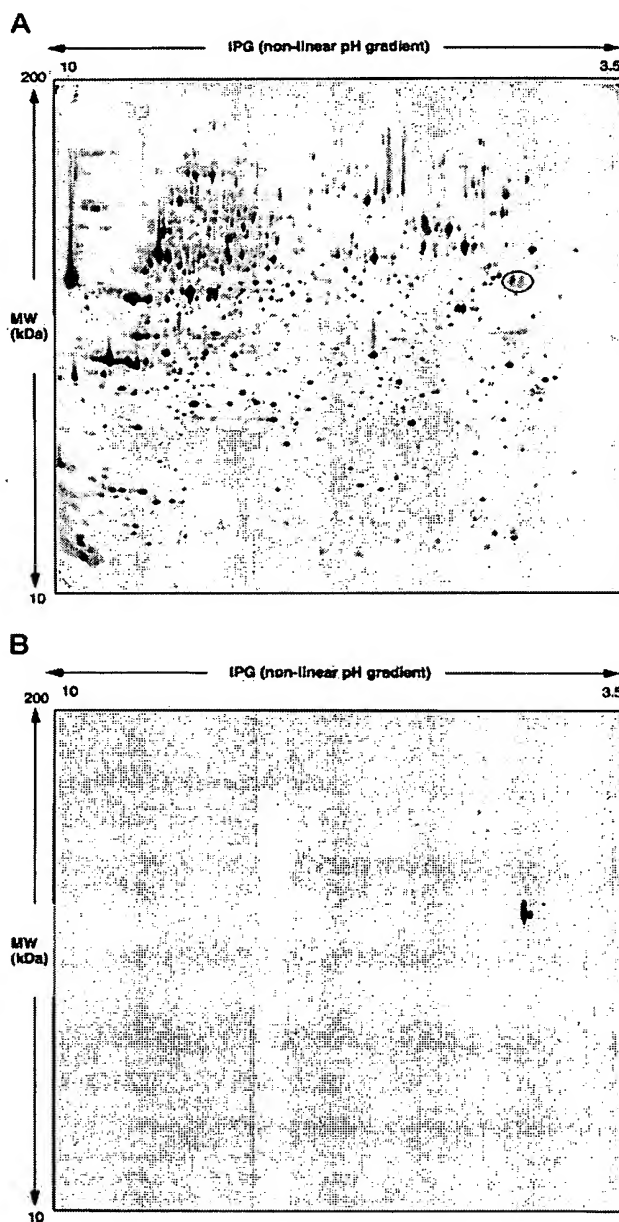 A
IPG (non-linear pH gradient)
10 3.5
200
MW
(kDa)
10
B
IPG (non-linear pH gradient)
10 3.5
200
MW
(kDa)
10